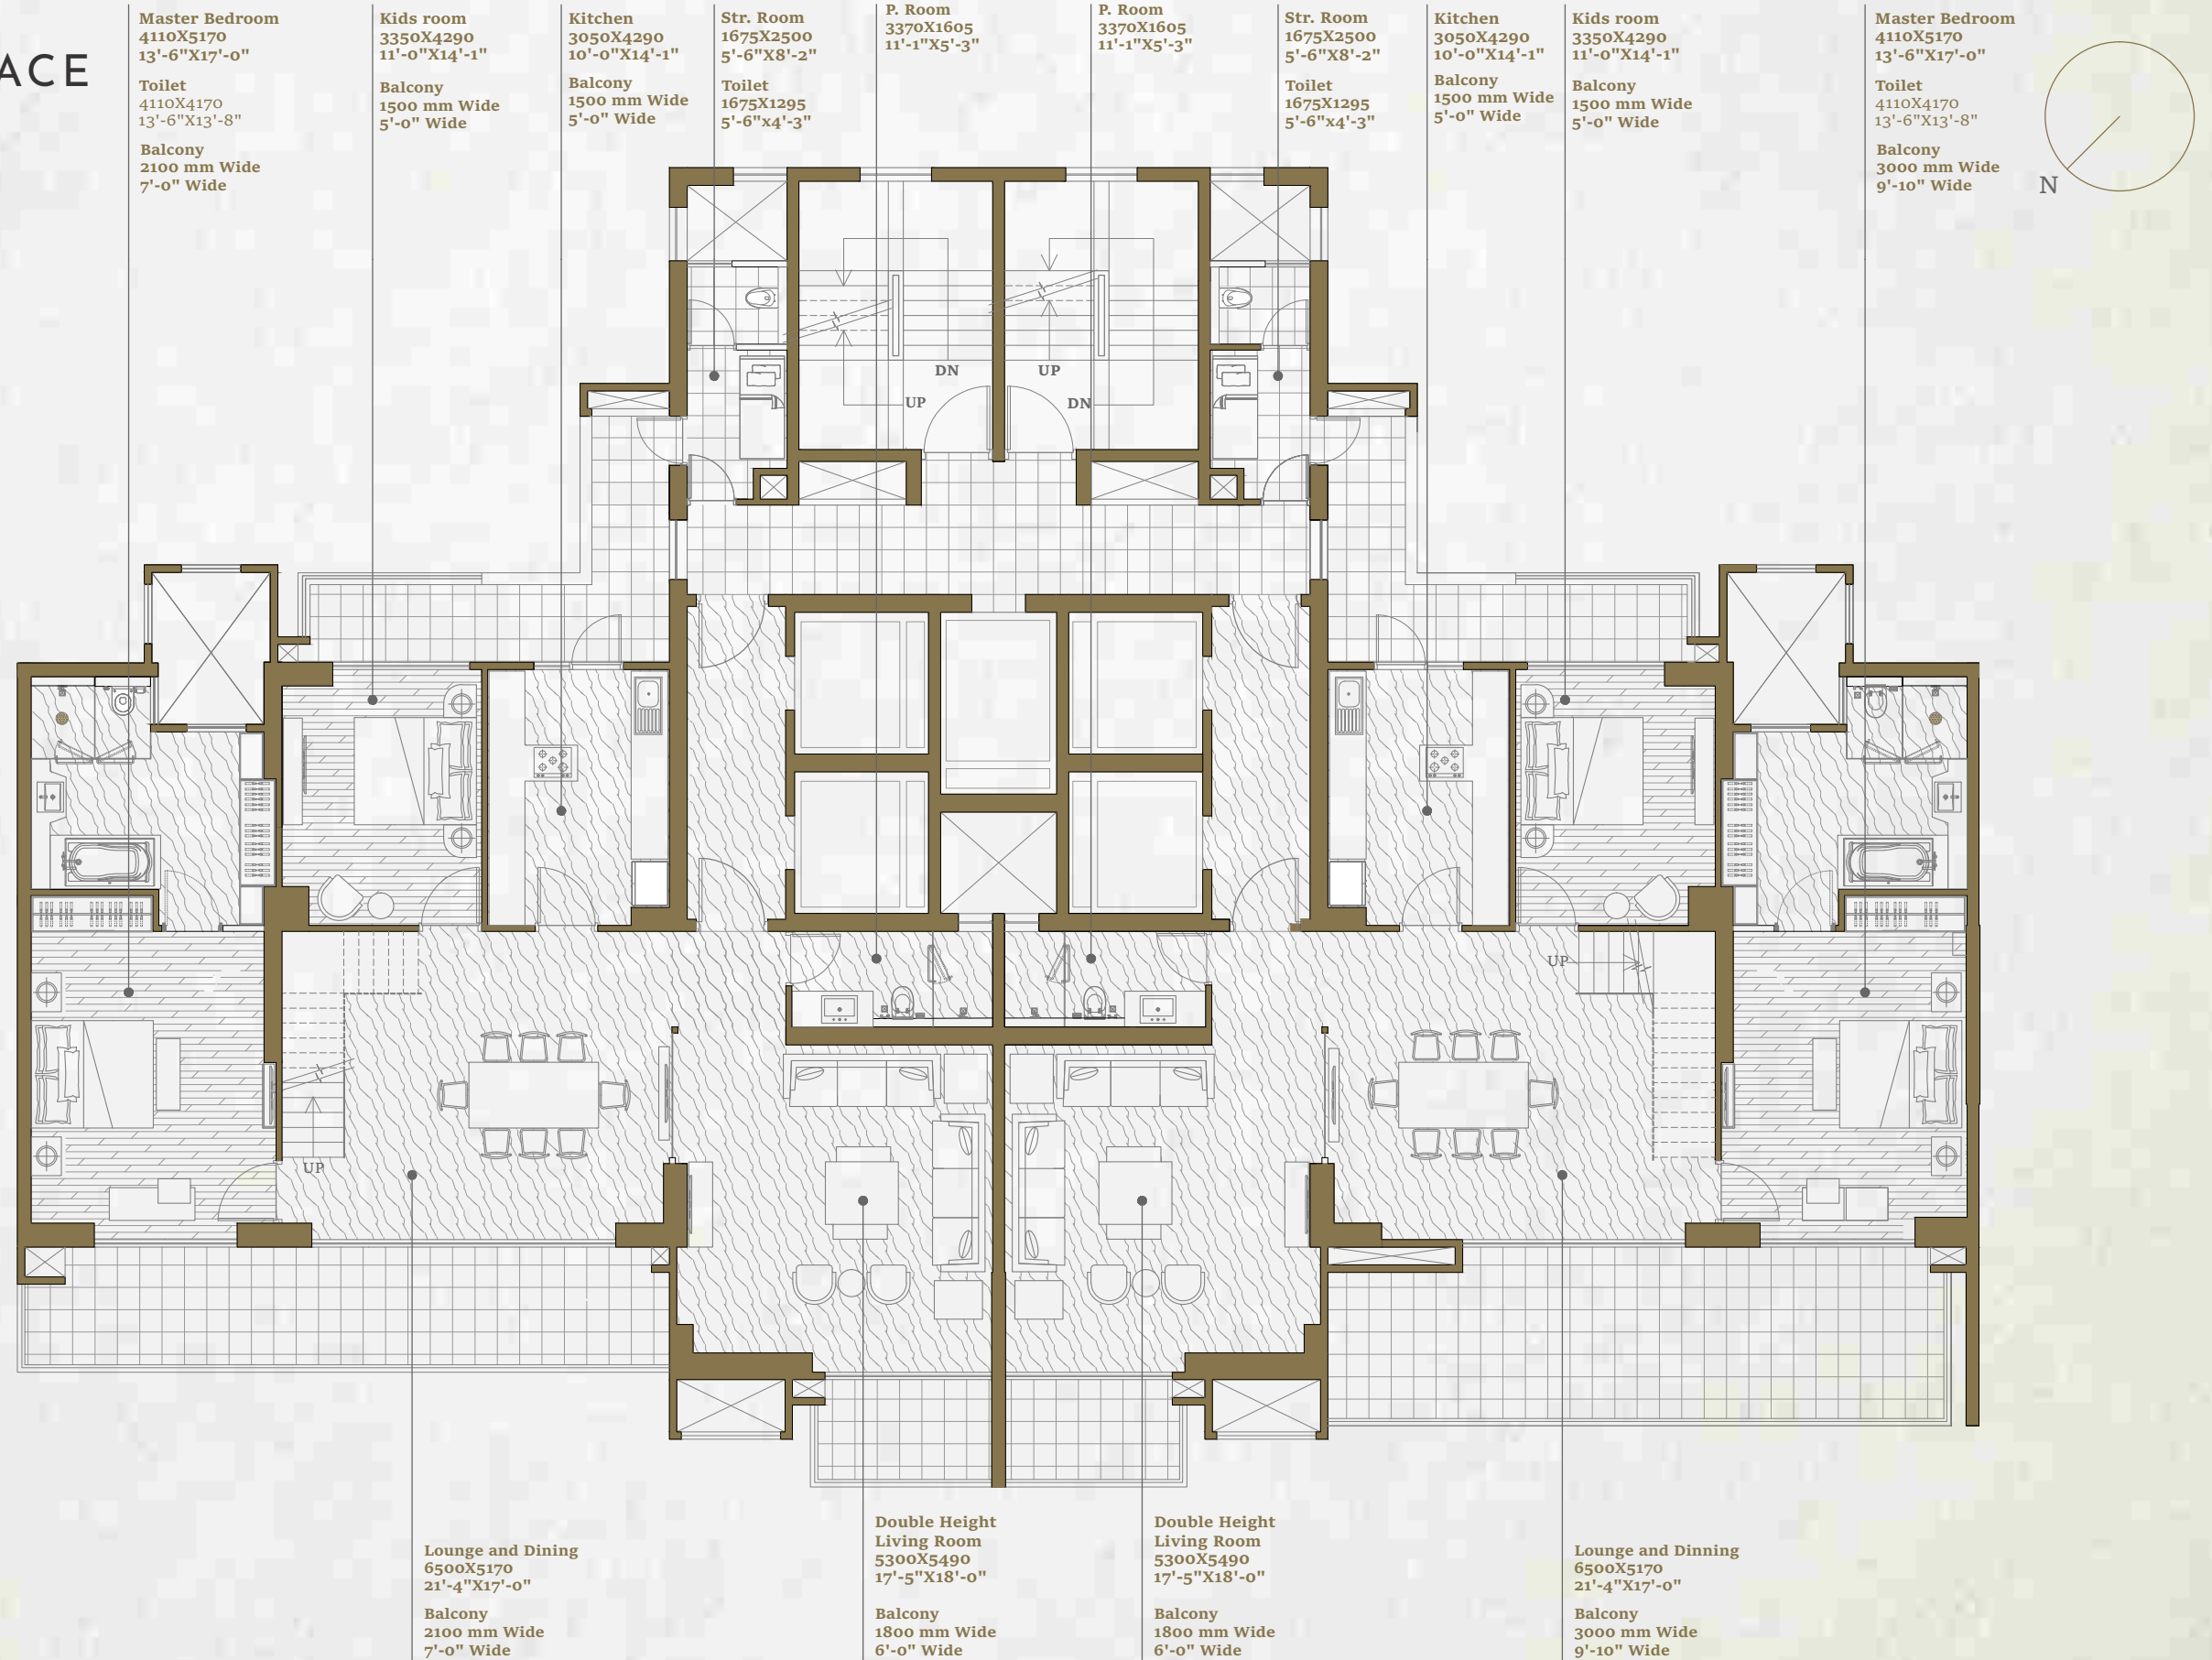 ACE
Master Bedroom
4110X5170
13'-6"X17'-0"
Toilet
4110X4170
13'-6"X13'-8"
Balcony
2100 mm Wide
7'-0" Wide
Kids room
3350X4290
11'-0"X14'-1"
Balcony
1500 mm Wide
5'-0" Wide
Kitchen
3050X4290
10'-0"X14'-1"
Balcony
1500 mm Wide
5'-0" Wide
Str. Room
1675X2500
5'-6"X8'-2"
Toilet
1675X1295
5'-6"x4'-3"
P. Room
3370X1605
11'-1"X5'-3"
P. Room
3370X1605
11'-1"X5'-3"
Str. Room
1675X2500
5'-6"X8'-2"
Toilet
1675X1295
5'-6"x4'-3"
Kitchen
3050X4290
10'-0"X14'-1"
Balcony
1500 mm Wide
5'-0" Wide
Kids room
3350X4290
11'-0"X14'-1"
Balcony
1500 mm Wide
5'-0" Wide
Master Bedroom
4110X5170
13'-6"X17'-0"
Toilet
4110X4170
13'-6"X13'-8"
Balcony
3000 mm Wide
9'-10" Wide
N
DN
UP
UP
DN
UP
UP
Lounge and Dining
6500X5170
21'-4"X17'-0"
Balcony
2100 mm Wide
7'-0" Wide
Double Height
Living Room
5300X5490
17'-5"X18'-0"
Balcony
1800 mm Wide
6'-0" Wide
Double Height
Living Room
5300X5490
17'-5"X18'-0"
Balcony
1800 mm Wide
6'-0" Wide
Lounge and Dinning
6500X5170
21'-4"X17'-0"
Balcony
3000 mm Wide
9'-10" Wide